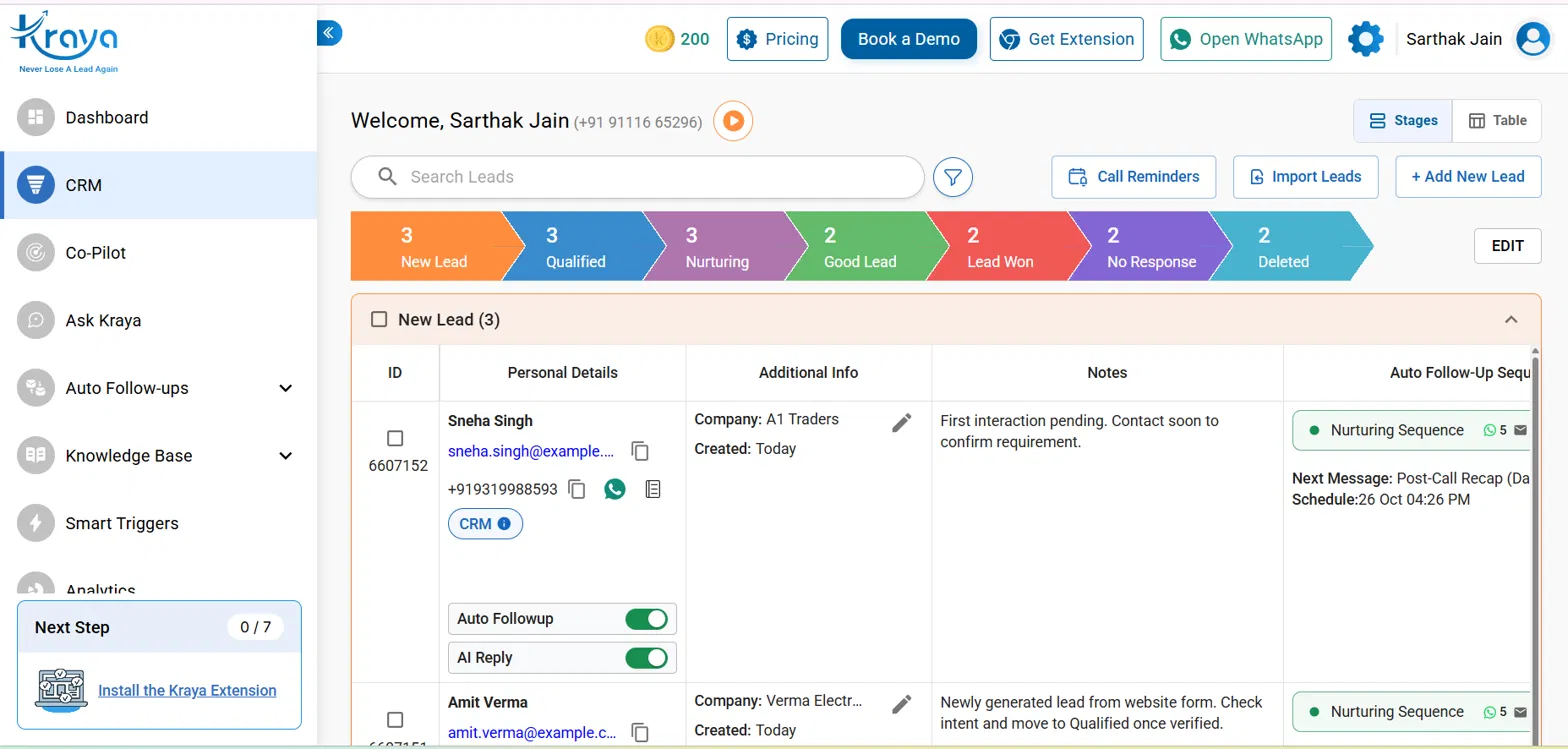 Kraya
Never Lose A Lead Again
Dashboard
CRM
Co-Pilot
Ask Kraya
Auto Follow-ups
Knowledge Base
Smart Triggers
Analytics
Next Step 0 / 7
Install the Kraya Extension
200 Pricing Book a Demo Get Extension Open WhatsApp Sarthak Jain
Welcome, Sarthak Jain (+91 91116 65296)
Stages Table
Search Leads
Call Reminders Import Leads + Add New Lead
3 New Lead
3 Qualified
3 Nurturing
2 Good Lead
2 Lead Won
2 No Response
2 Deleted
EDIT
New Lead (3)
ID Personal Details Additional Info Notes Auto Follow-Up Sequ
6607152
Sneha Singh
sneha.singh@example....
+919319988593
CRM
Auto Followup
AI Reply
Company: A1 Traders
Created: Today
First interaction pending. Contact soon to
confirm requirement.
Nurturing Sequence 5
Next Message: Post-Call Recap (Da
Schedule:26 Oct 04:26 PM
6607151
Amit Verma
amit.verma@example.c...
Company: Verma Electr...
Created: Today
Newly generated lead from website form. Check
intent and move to Qualified once verified.
Nurturing Sequence 5